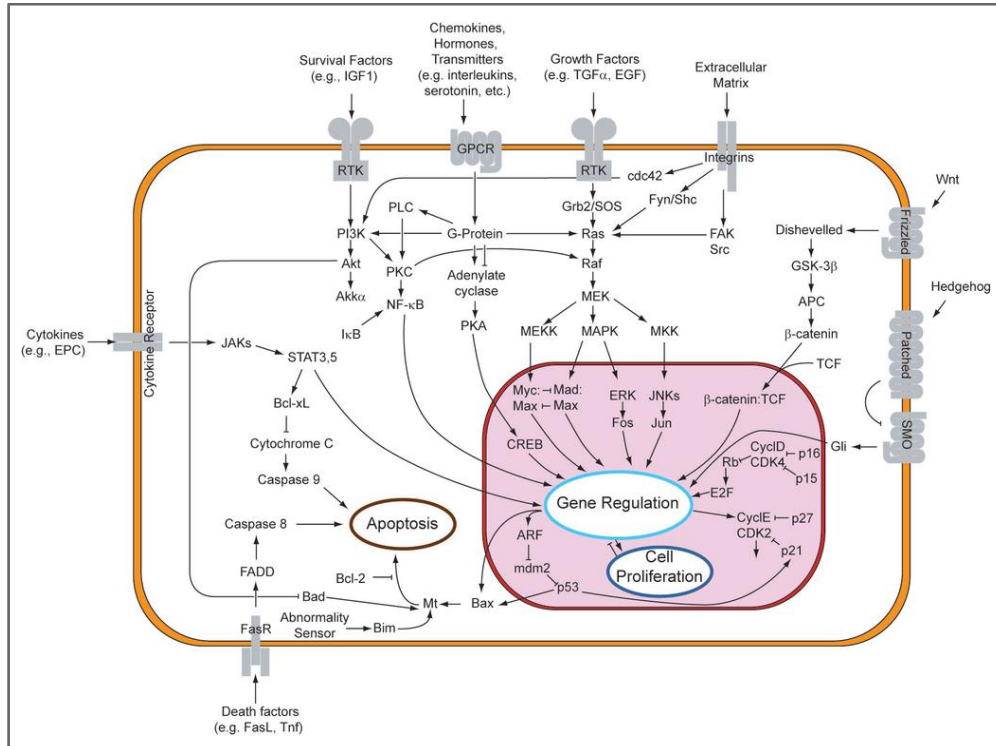 Chemokines,
Hormones,
Transmitters
(e.g. interleukins,
serotonin, etc.)
Survival Factors
(e.g., IGF1)
Growth Factors
(e.g. TGFα, EGF)
Extracellular
Matrix
RTK
GPCR
RTK
Integrins
cdc42
Fyn/Shc
Wnt
Frizzled
PLC
Grb2/SOS
PI3K
G-Protein
Ras
FAK
Src
Dishevelled
Akt
PKC
Adenylate
cyclase
Raf
GSK-3β
Akkα
NF-κB
MEK
APC
Hedgehog
IκB
PKA
MEKK
MAPK
MKK
β-catenin
Patched
Cytokines
(e.g., EPC)
Cytokine Receptor
JAKs
STAT3,5
TCF
Bcl-xL
Myc:
Max
Mad:
Max
ERK
Fos
JNKs
Jun
β-catenin:TCF
SMO
Cytochrome C
CREB
Gli
CyclD
CDK4
p16
p15
Rb
E2F
Caspase 9
Gene Regulation
Caspase 8
Apoptosis
ARF
CyclE
CDK2
p27
p21
FADD
Bcl-2
mdm2
Cell
Proliferation
Bad
Mt
Bax
p53
Abnormality
Sensor
Bim
FasR
Death factors
(e.g. FasL, Tnf)